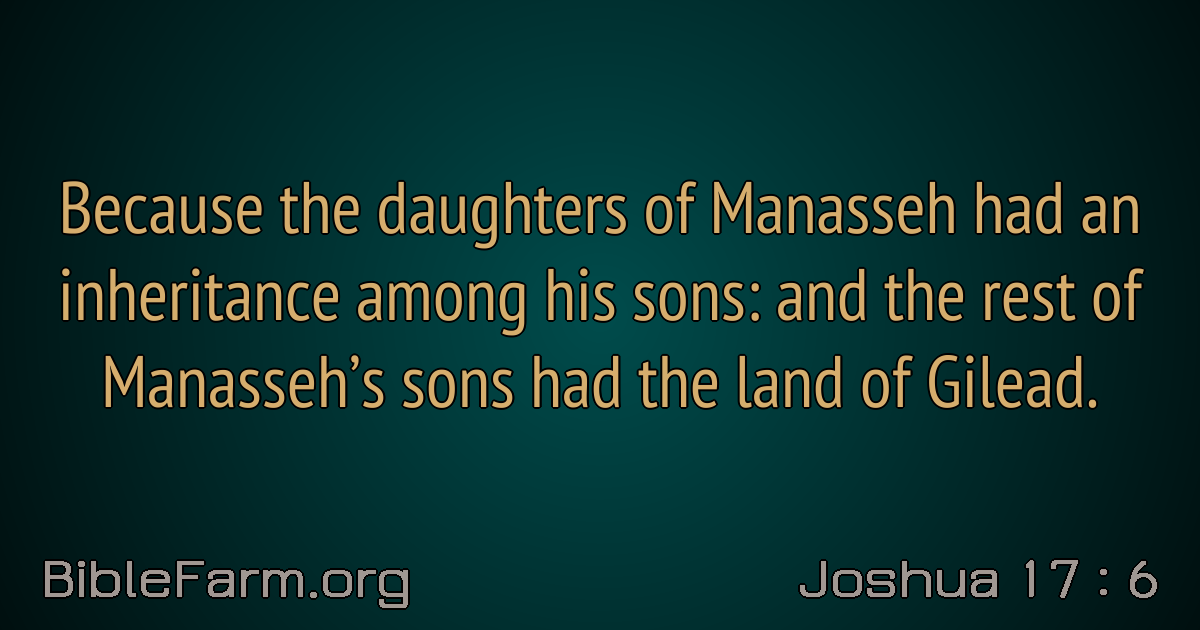 Because the daughters of Manasseh had an
inheritance among his sons: and the rest of
Manasseh’s sons had the land of Gilead.
BibleFarm.org
Joshua 17 : 6